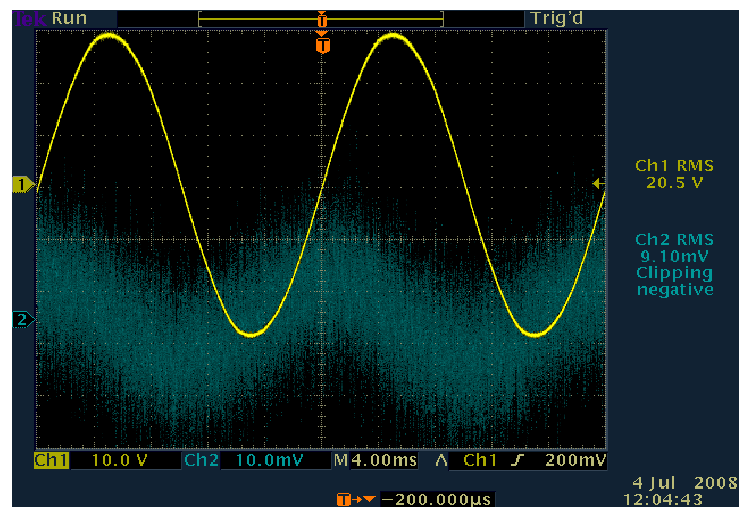 Tek Run Trig'd
T
T
1
Ch1 RMS
20.5 V
Ch2 RMS
9.10mV
Clipping
negative
2
Ch1 10.0 V Ch2 10.0mV M 4.00ms Ch1 200mV
4 Jul 2008
12:04:43
T -200.000µs